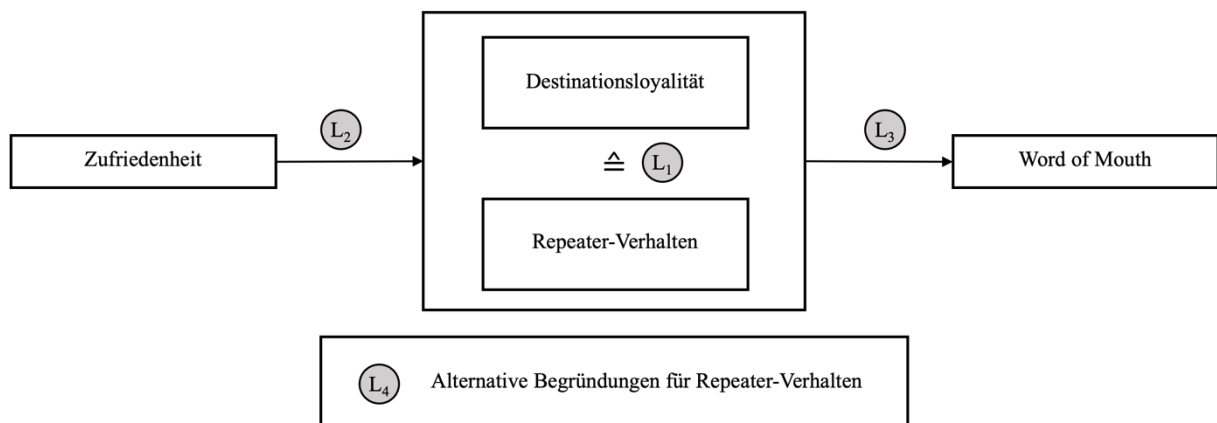 Destinationsloyalität
L₂
L₃
Zufriedenheit
≙ L₁
Word of Mouth
Repeater-Verhalten
L₄ Alternative Begründungen für Repeater-Verhalten